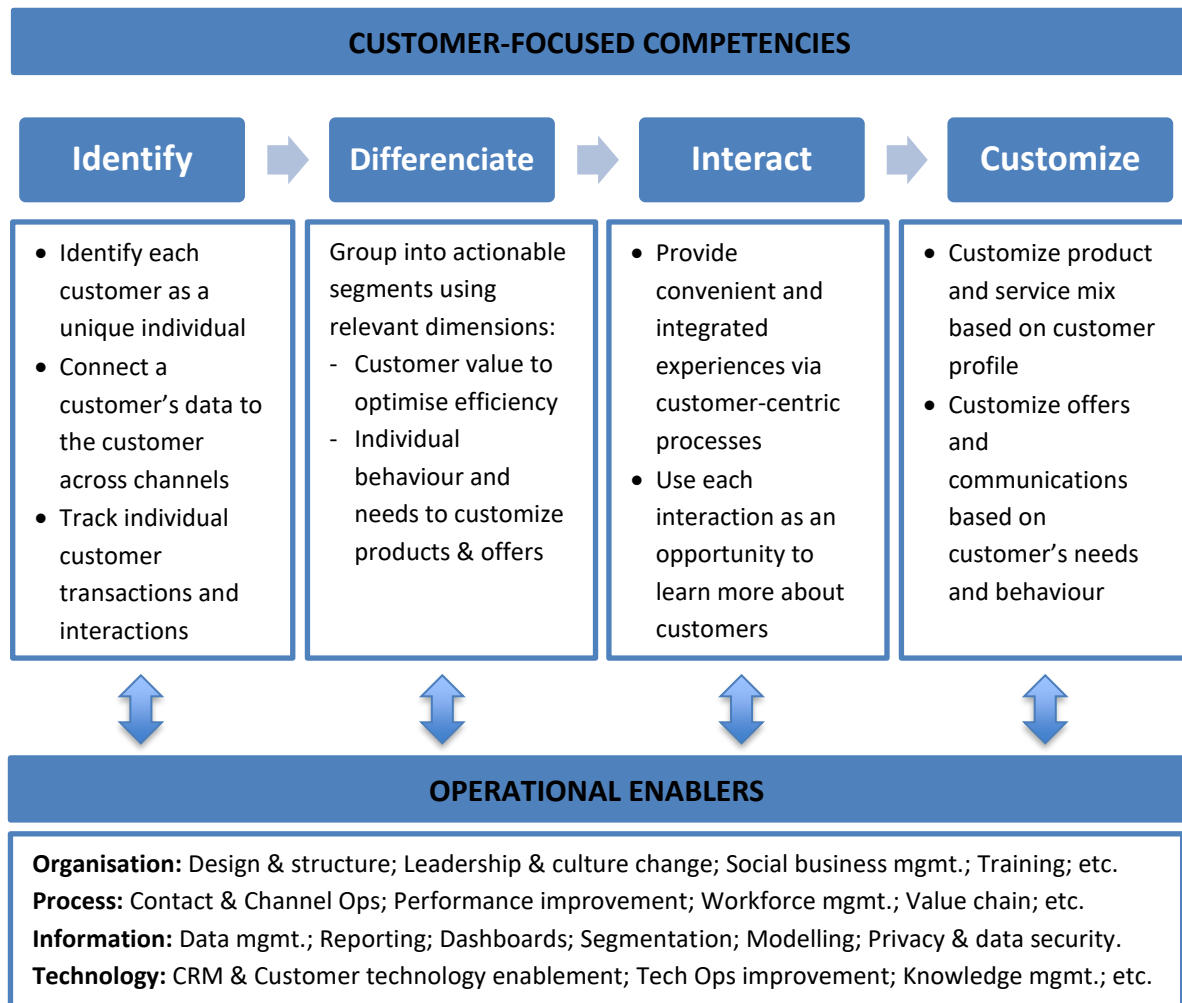 CUSTOMER-FOCUSED COMPETENCIES
Identify
Differenciate
Interact
Customize
• Identify each
customer as a
unique individual
• Connect a
customer's data to
the customer
across channels
• Track individual
customer
transactions and
interactions
Group into actionable
segments using
relevant dimensions:
- Customer value to
optimise efficiency
- Individual
behaviour and
needs to customize
products & offers
• Provide
convenient and
integrated
experiences via
customer-centric
processes
• Use each
interaction as an
opportunity to
learn more about
customers
• Customize product
and service mix
based on customer
profile
• Customize offers
and
communications
based on
customer's needs
and behaviour
OPERATIONAL ENABLERS
Organisation: Design & structure; Leadership & culture change; Social business mgmt.; Training; etc.
Process: Contact & Channel Ops; Performance improvement; Workforce mgmt.; Value chain; etc.
Information: Data mgmt.; Reporting; Dashboards; Segmentation; Modelling; Privacy & data security.
Technology: CRM & Customer technology enablement; Tech Ops improvement; Knowledge mgmt.; etc.